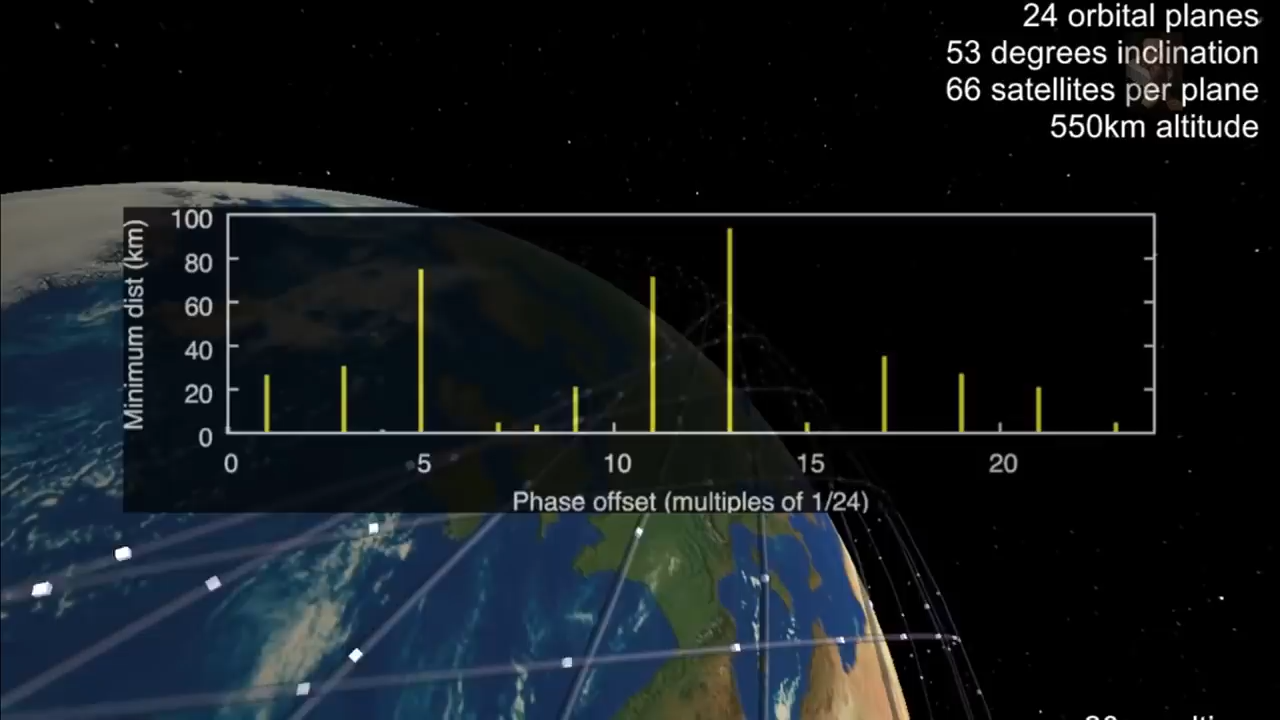 24 orbital planes
53 degrees inclination
66 satellites per plane
550km altitude
Minimum dist (km)
100
80
60
40
20
0
0 5 10 15 20
Phase offset (multiples of 1/24)